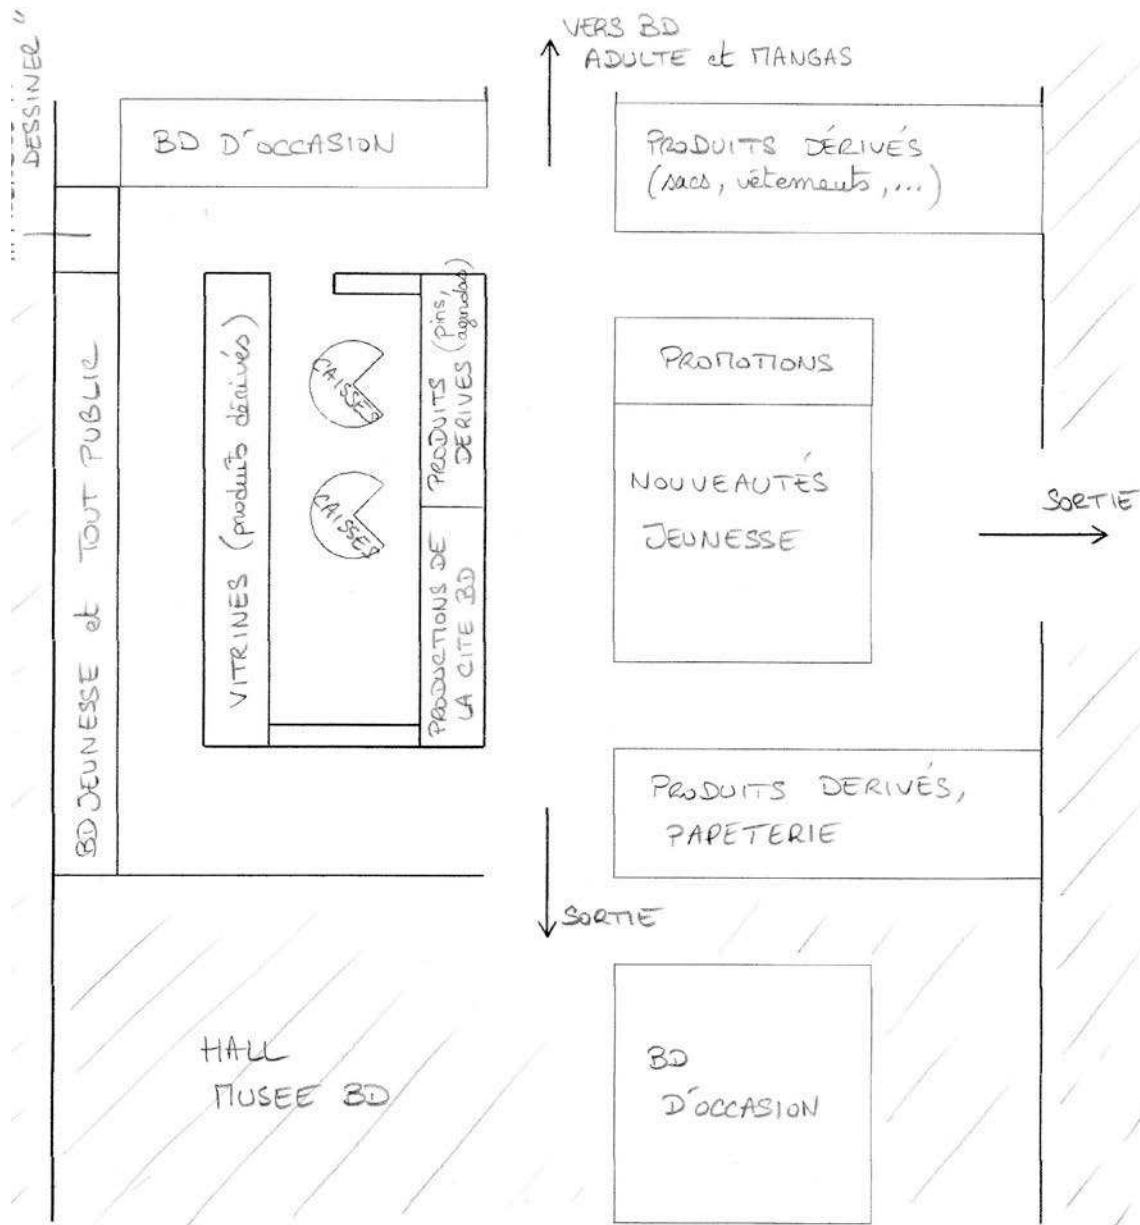 VERS BD
ADULTE et MANGAS
DESSINER"
BD D'OCCASION
PRODUITS DÉRIVÉS
(sacs, vêtements,...)
BD JEUNESSE et TOUT PUBLIC
VITRINES (produits dérivés)
CAISSES
CAISSES
PRODUITS (pins,
DERIVES agendas)
PRODUCTIONS DE
LA CITE BD
PROMOTIONS
NOUVEAUTÉS
JEUNESSE
SORTIE
PRODUITS DERIVÉS,
PAPETERIE
SORTIE
HALL
MUSEE BD
BD
D'OCCASION